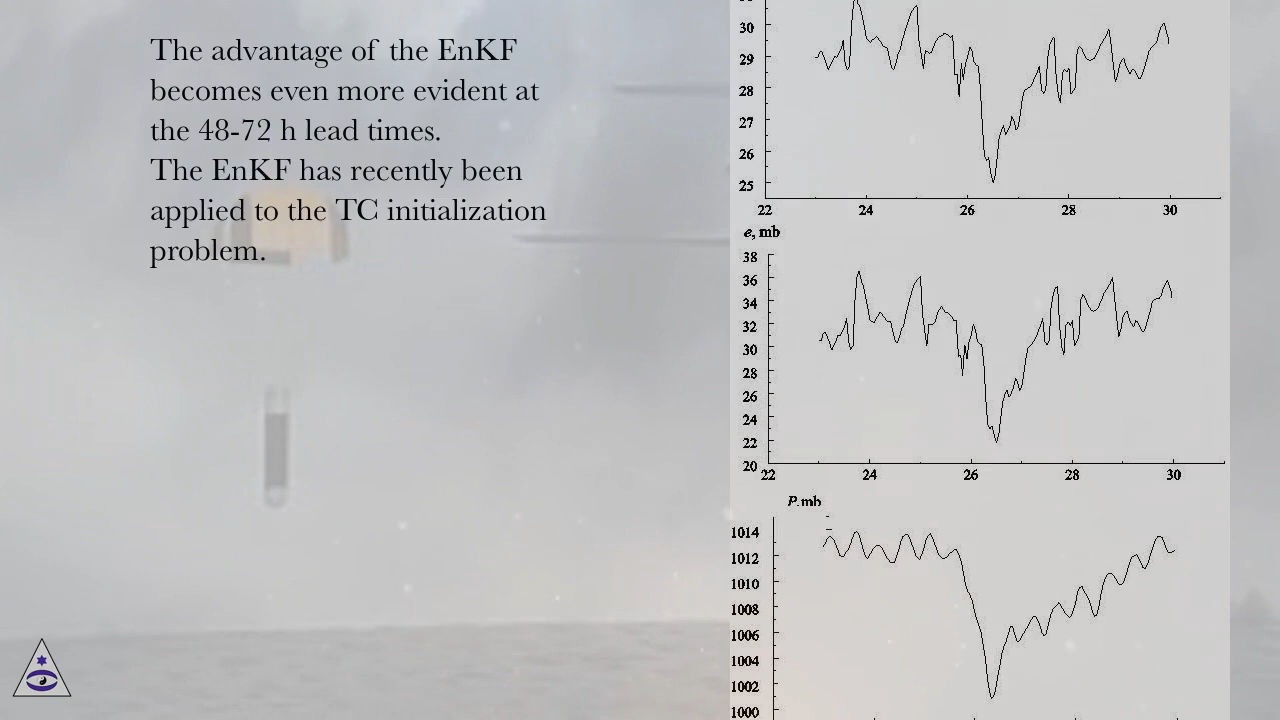 The advantage of the EnKF
becomes even more evident at
the 48-72 h lead times.
The EnKF has recently been
applied to the TC initialization
problem.
30
29
28
27
26
25
22 24 26 28 30
e, mb
38
36
34
32
30
28
26
24
22
20
22 24 26 28 30
P.mb
1014
1012
1010
1008
1006
1004
1002
1000